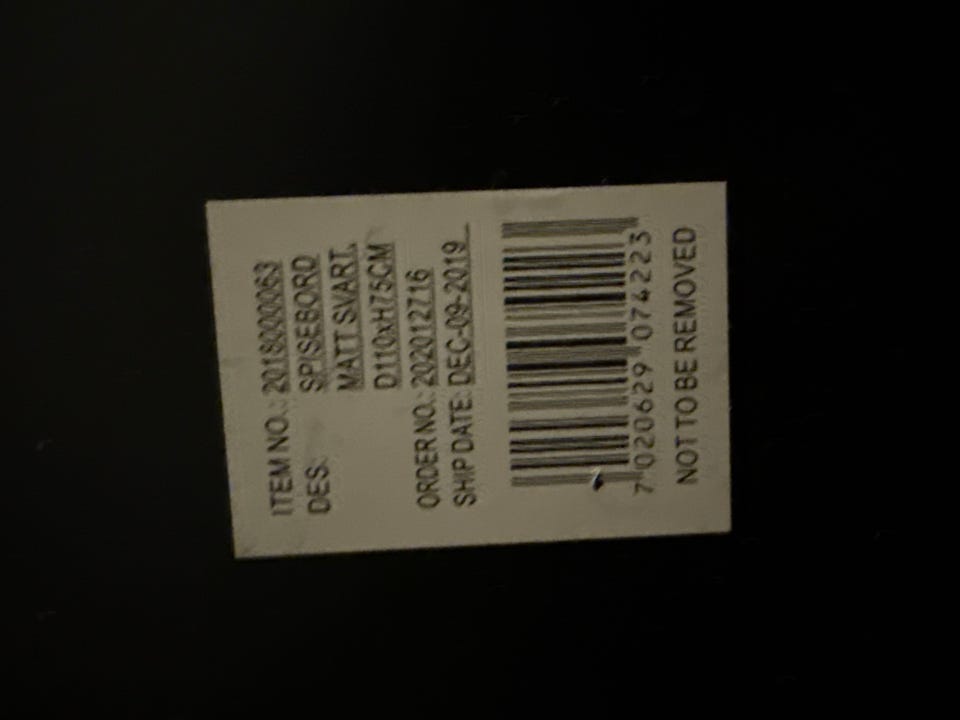 ITEM NO.: 2018000063
DES.: SPISEBORD
MATT SVART,
D110xH75CM
ORDER NO.: 202012716
SHIP DATE: DEC-09-2019
7 020629 074223
NOT TO BE REMOVED